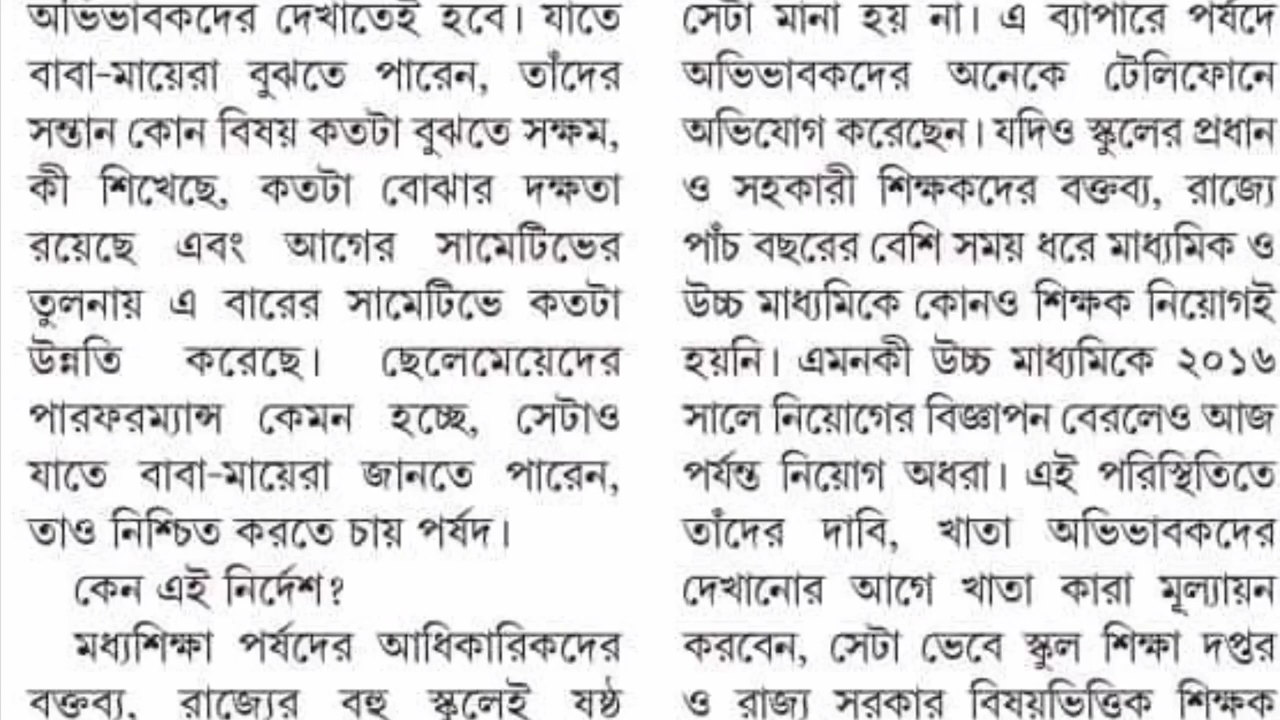 অভিভাবকদের দেখাতেই হবে। যাতে
বাবা-মায়েরা বুঝতে পারেন, তাঁদের
সন্তান কোন বিষয় কতটা বুঝতে সক্ষম,
কী শিখেছে, কতটা বোঝার দক্ষতা
রয়েছে এবং আগের সামেটিভের
তুলনায় এ বারের সামেটিভে কতটা
উন্নতি করেছে। ছেলেমেয়েদের
পারফরম্যান্স কেমন হচ্ছে, সেটাও
যাতে বাবা-মায়েরা জানতে পারেন,
তাও নিশ্চিত করতে চায় পর্ষদ।
কেন এই নির্দেশ?
মধ্যশিক্ষা পর্ষদের আধিকারিকদের
বক্তব্য, রাজ্যের বহু স্কুলেই ষষ্ঠ
সেটা মানা হয় না। এ ব্যাপারে পর্ষদে
অভিভাবকদের অনেকে টেলিফোনে
অভিযোগ করেছেন। যদিও স্কুলের প্রধান
ও সহকারী শিক্ষকদের বক্তব্য, রাজ্যে
পাঁচ বছরের বেশি সময় ধরে মাধ্যমিক ও
উচ্চ মাধ্যমিকে কোনও শিক্ষক নিয়োগই
হয়নি। এমনকী উচ্চ মাধ্যমিকে ২০১৬
সালে নিয়োগের বিজ্ঞাপন বেরলেও আজ
পর্যন্ত নিয়োগ অধরা। এই পরিস্থিতিতে
তাঁদের দাবি, খাতা অভিভাবকদের
দেখানোর আগে খাতা কারা মূল্যায়ন
করবেন, সেটা ভেবে স্কুল শিক্ষা দপ্তর
ও রাজ্য সরকার বিষয়ভিত্তিক শিক্ষক